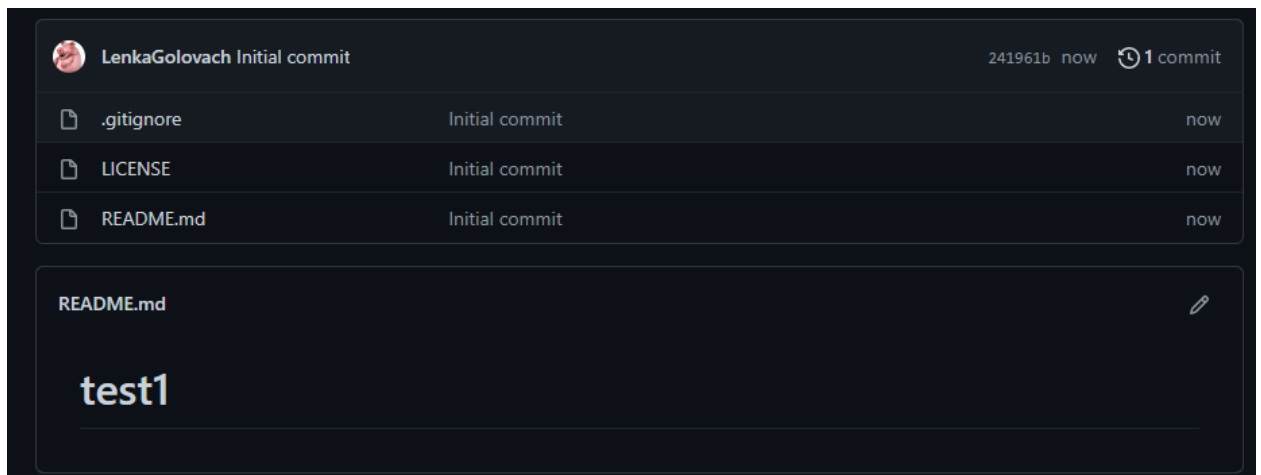 LenkaGolovach Initial commit 241961b now 1 commit
.gitignore Initial commit now
LICENSE Initial commit now
README.md Initial commit now
README.md
test1